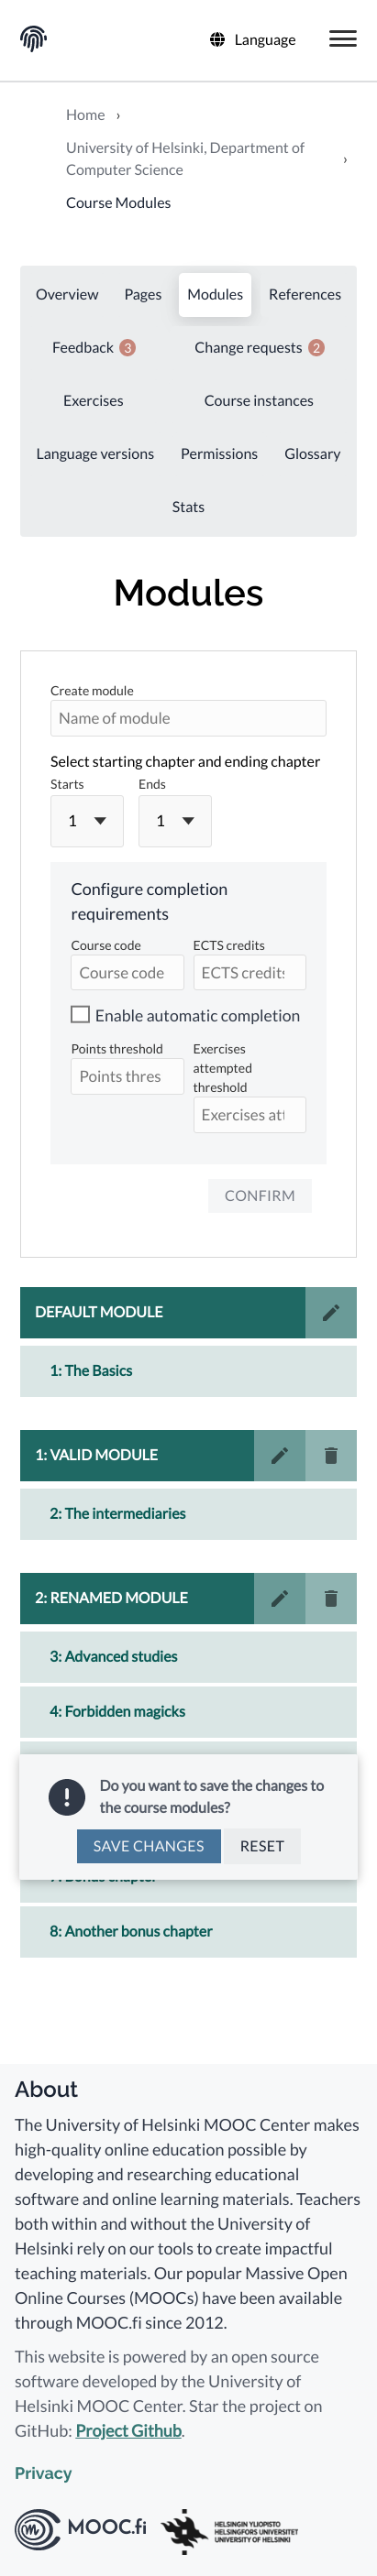 Language
Home ›
University of Helsinki, Department of
Computer Science ›
Course Modules
Overview Pages Modules References
Feedback 3 Change requests 2
Exercises Course instances
Language versions Permissions Glossary
Stats
Modules
Create module
Name of module
Select starting chapter and ending chapter
Starts Ends
1 1
Configure completion
requirements
Course code ECTS credits
Course code ECTS credits
Enable automatic completion
Points threshold Exercises
attempted
threshold
Points thres Exercises att
CONFIRM
DEFAULT MODULE
1: The Basics
1: VALID MODULE
2: The intermediaries
2: RENAMED MODULE
3: Advanced studies
4: Forbidden magicks
Do you want to save the changes to
the course modules?
SAVE CHANGES RESET
8: Another bonus chapter
About
The University of Helsinki MOOC Center makes
high-quality online education possible by
developing and researching educational
software and online learning materials. Teachers
both within and without the University of
Helsinki rely on our tools to create impactful
teaching materials. Our popular Massive Open
Online Courses (MOOCs) have been available
through MOOC.fi since 2012.
This website is powered by an open source
software developed by the University of
Helsinki MOOC Center. Star the project on
GitHub: Project Github.
Privacy
MOOC.fi
HELSINGIN YLIOPISTO
HELSINGFORS UNIVERSITET
UNIVERSITY OF HELSINKI